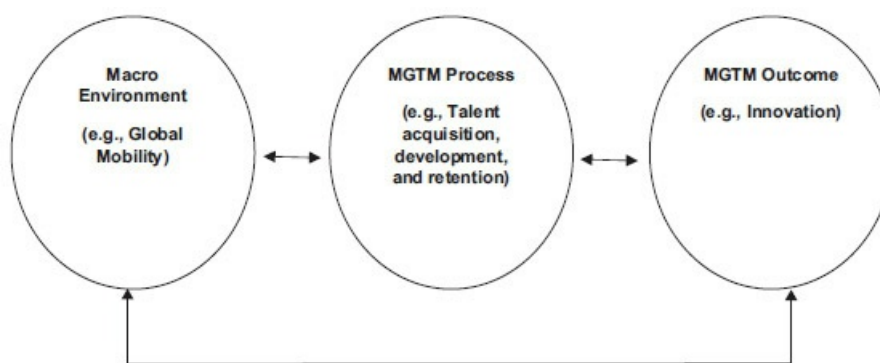 Macro
Environment
(e.g., Global
Mobility)
MGTM Process
(e.g., Talent
acquisition,
development,
and retention)
MGTM Outcome
(e.g., Innovation)